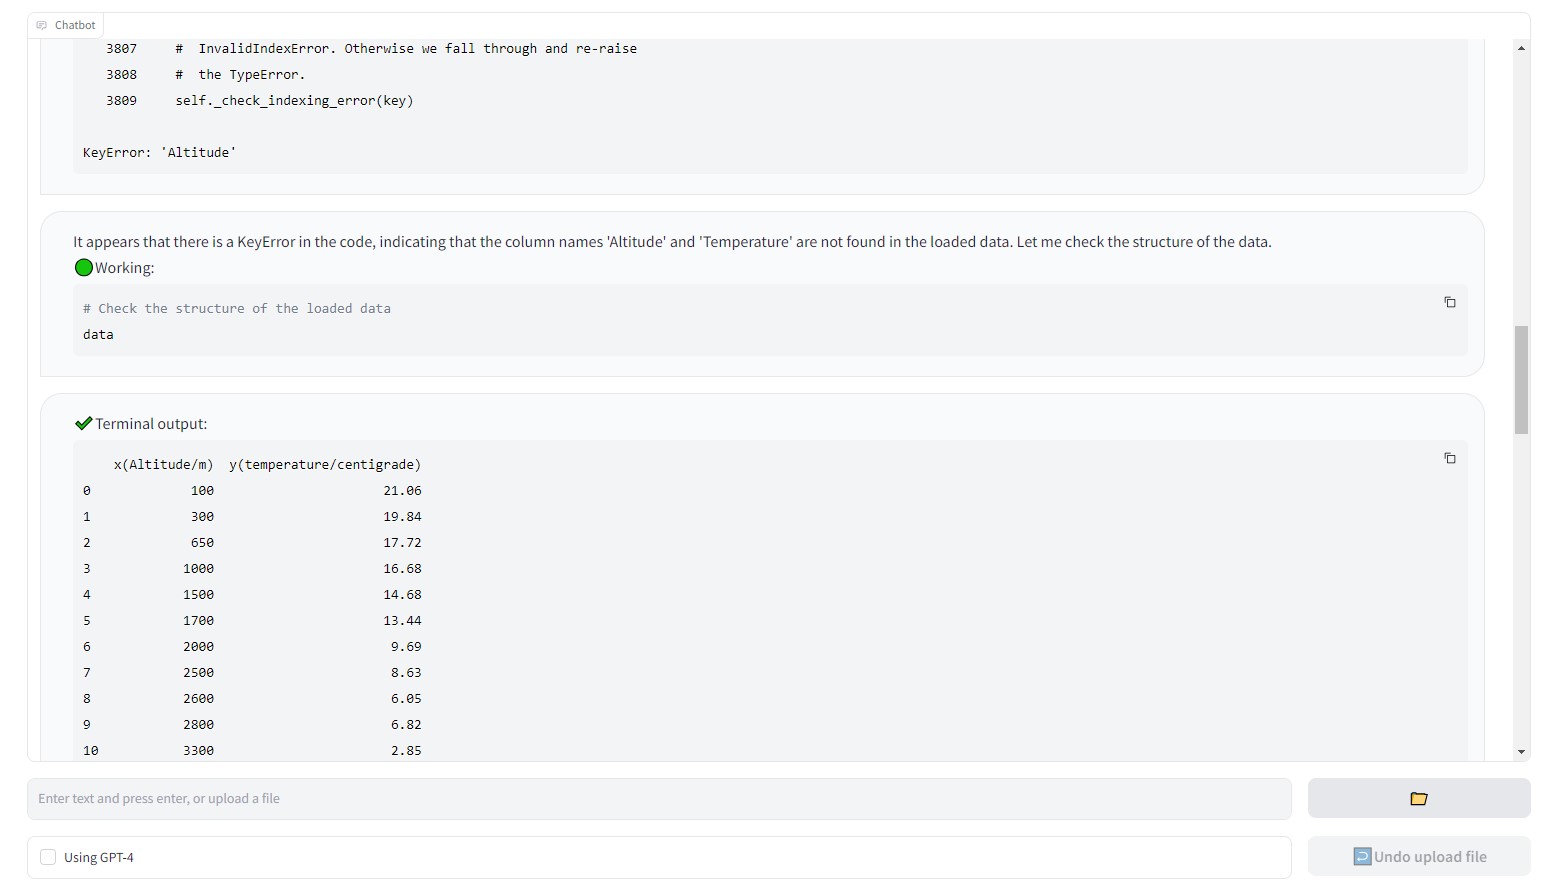 Chatbot
3807     #  InvalidIndexError. Otherwise we fall through and re-raise
3808     #  the TypeError.
3809     self._check_indexing_error(key)
KeyError: 'Altitude'
It appears that there is a KeyError in the code, indicating that the column names 'Altitude' and 'Temperature' are not found in the loaded data. Let me check the structure of the data.
Working:
# Check the structure of the loaded data
data
Terminal output:
x(Altitude/m)  y(temperature/centigrade)
0             100                      21.06
1             300                      19.84
2             650                      17.72
3            1000                      16.68
4            1500                      14.68
5            1700                      13.44
6            2000                       9.69
7            2500                       8.63
8            2600                       6.05
9            2800                       6.82
10           3300                       2.85
Enter text and press enter, or upload a file
Using GPT-4
Undo upload file